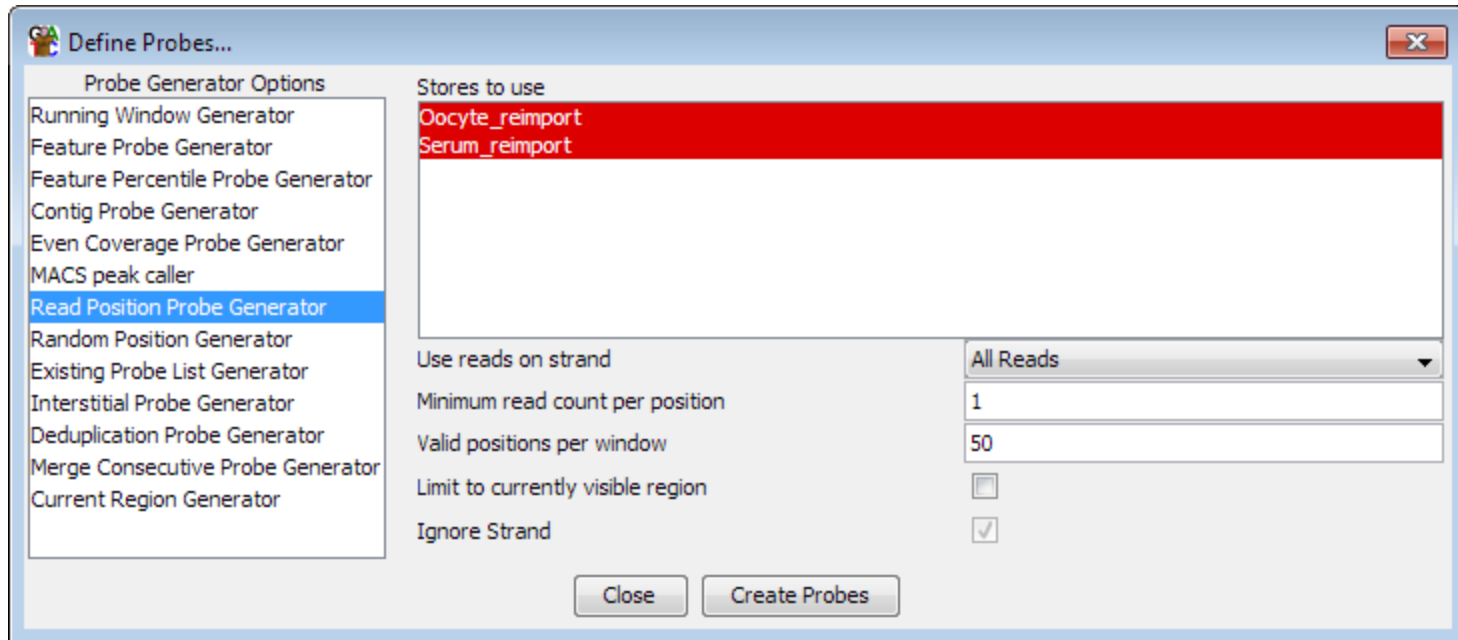 Define Probes...
Probe Generator Options
Running Window Generator
Feature Probe Generator
Feature Percentile Probe Generator
Contig Probe Generator
Even Coverage Probe Generator
MACS peak caller
Read Position Probe Generator
Random Position Generator
Existing Probe List Generator
Interstitial Probe Generator
Deduplication Probe Generator
Merge Consecutive Probe Generator
Current Region Generator
Stores to use
Oocyte_reimport
Serum_reimport
Use reads on strand All Reads
Minimum read count per position 1
Valid positions per window 50
Limit to currently visible region
Ignore Strand
Close Create Probes